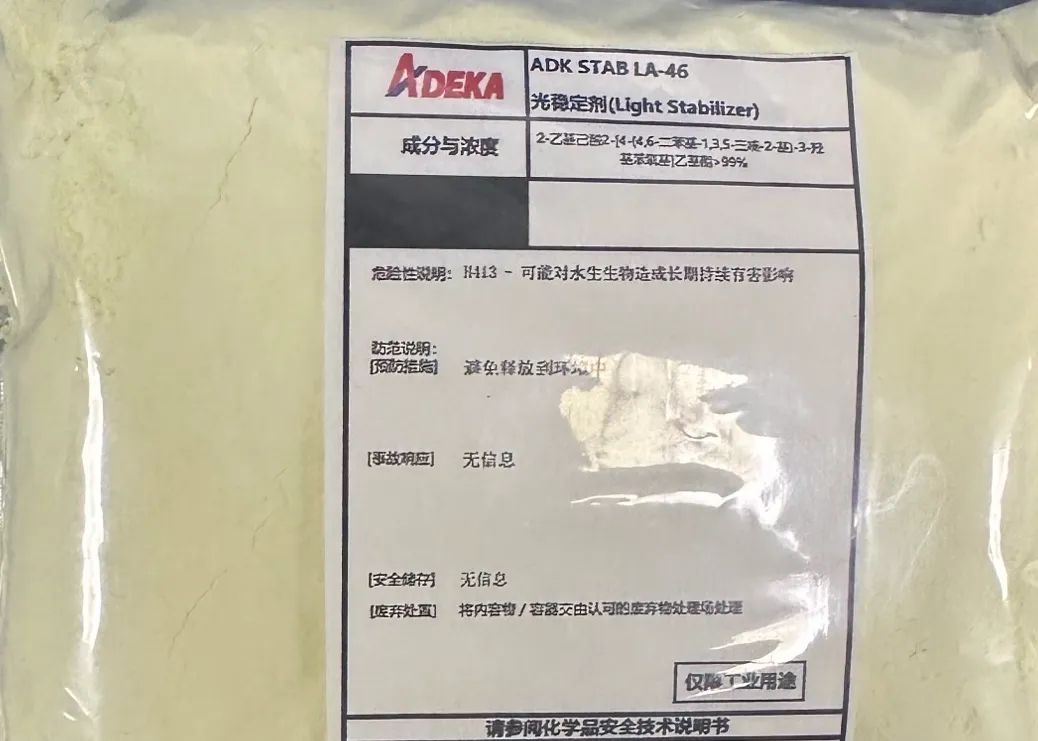 ADEKA
ADK STAB LA-46
光稳定剂(Light Stabilizer)
成分与浓度
2-乙基己酸2-[4-(4,6-二苯基-1,3,5-三嗪-2-基)-3-羟
基苯氧基]乙基酯>99%
危险性说明: H413 - 可能对水生生物造成长期持续有害影响
防范说明:
[预防措施] 避免释放到环境中
[事故响应] 无信息
[安全储存] 无信息
[废弃处置] 将内容物 / 容器交由认可的废弃物处理场处理
仅限工业用途
请参阅化学品安全技术说明书